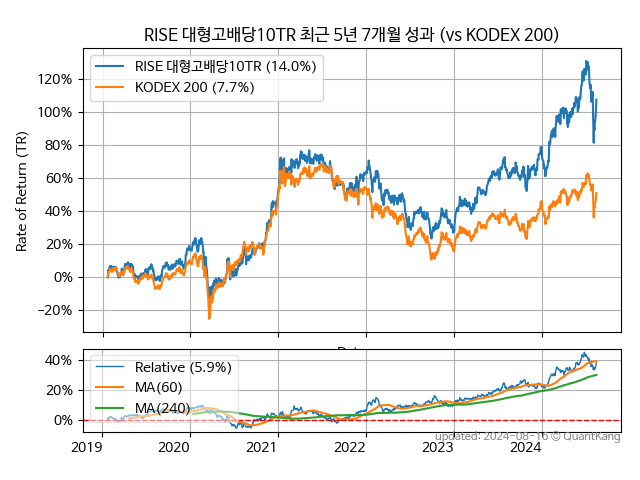 RISE 대형고배당10TR 최근 5년 7개월 성과 (vs KODEX 200)
RISE 대형고배당10TR (14.0%)
KODEX 200 (7.7%)
Rate of Return (TR)
120%
100%
80%
60%
40%
20%
0%
−20%
Relative (5.9%)
MA(60)
MA(240)
40%
20%
0%
2019 2020 2021 2022 2023 2024
updated: 2024-08-16 © QuantKang